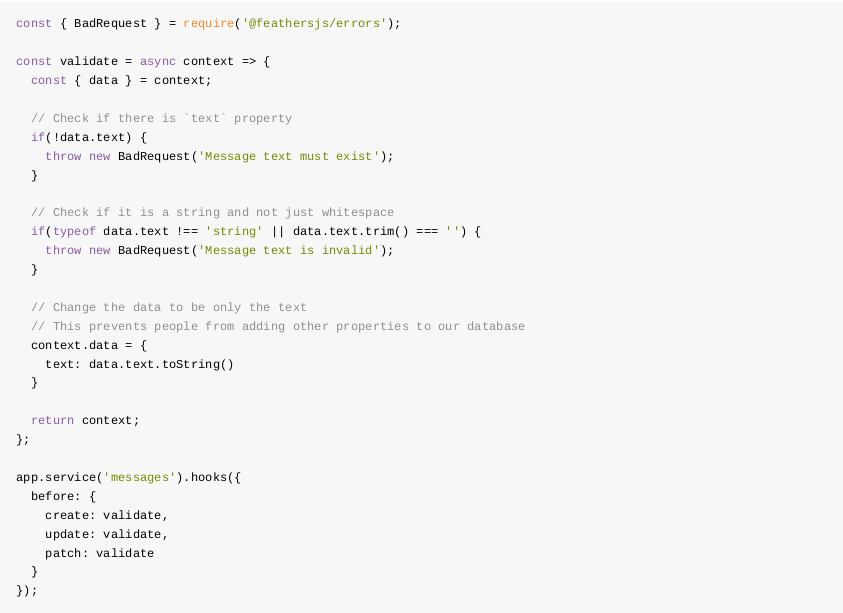 const { BadRequest } = require('@feathersjs/errors');

const validate = async context => {
  const { data } = context;

  // Check if there is `text` property
  if(!data.text) {
    throw new BadRequest('Message text must exist');
  }

  // Check if it is a string and not just whitespace
  if(typeof data.text !== 'string' || data.text.trim() === '') {
    throw new BadRequest('Message text is invalid');
  }

  // Change the data to be only the text
  // This prevents people from adding other properties to our database
  context.data = {
    text: data.text.toString()
  }

  return context;
};

app.service('messages').hooks({
  before: {
    create: validate,
    update: validate,
    patch: validate
  }
});